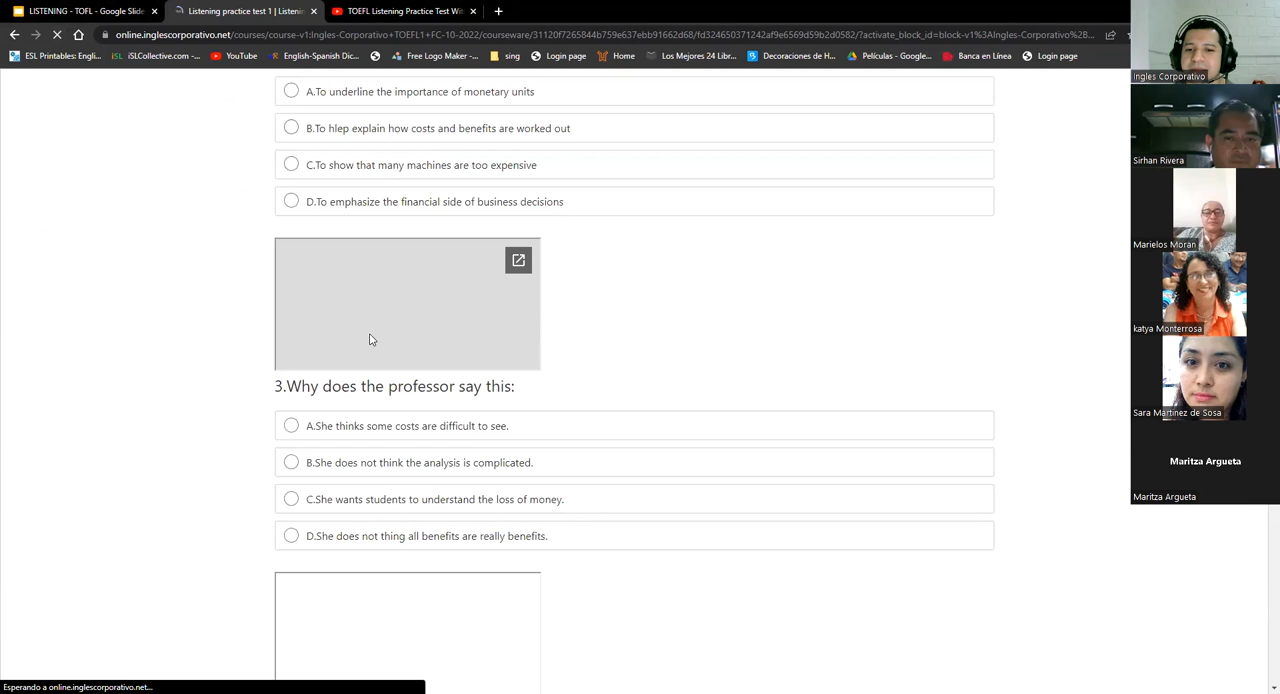 LISTENING - TOFL - Google Slide
Listening practice test 1 | Listen
TOEFL Listening Practice Test Wit
online.inglescorporativo.net/courses/course-v1:Ingles-Corporativo+TOEFL1+FC-10-2022/courseware/31120f7265844b759e637ebb91662d68/fd324650371242af9e6569d59b2d0582/?activate_block_id=block-v1%3AIngles-Corporativo%2B...
ESL Printables: Engli...
iSLCollective.com -...
YouTube
English-Spanish Dic...
Free Logo Maker -...
sing
Login page
Home
Los Mejores 24 Libr...
Decoraciones de H...
Películas - Google...
Banca en Línea
Login page
A.To underline the importance of monetary units
B.To hlep explain how costs and benefits are worked out
C.To show that many machines are too expensive
D.To emphasize the financial side of business decisions
3.Why does the professor say this:
A.She thinks some costs are difficult to see.
B.She does not think the analysis is complicated.
C.She wants students to understand the loss of money.
D.She does not thing all benefits are really benefits.
Esperando a online.inglescorporativo.net...
Ingles Corporativo
Sirhan Rivera
Marielos Moran
katya Monterrosa
Sara Martinez de Sosa
Maritza Argueta
Maritza Argueta